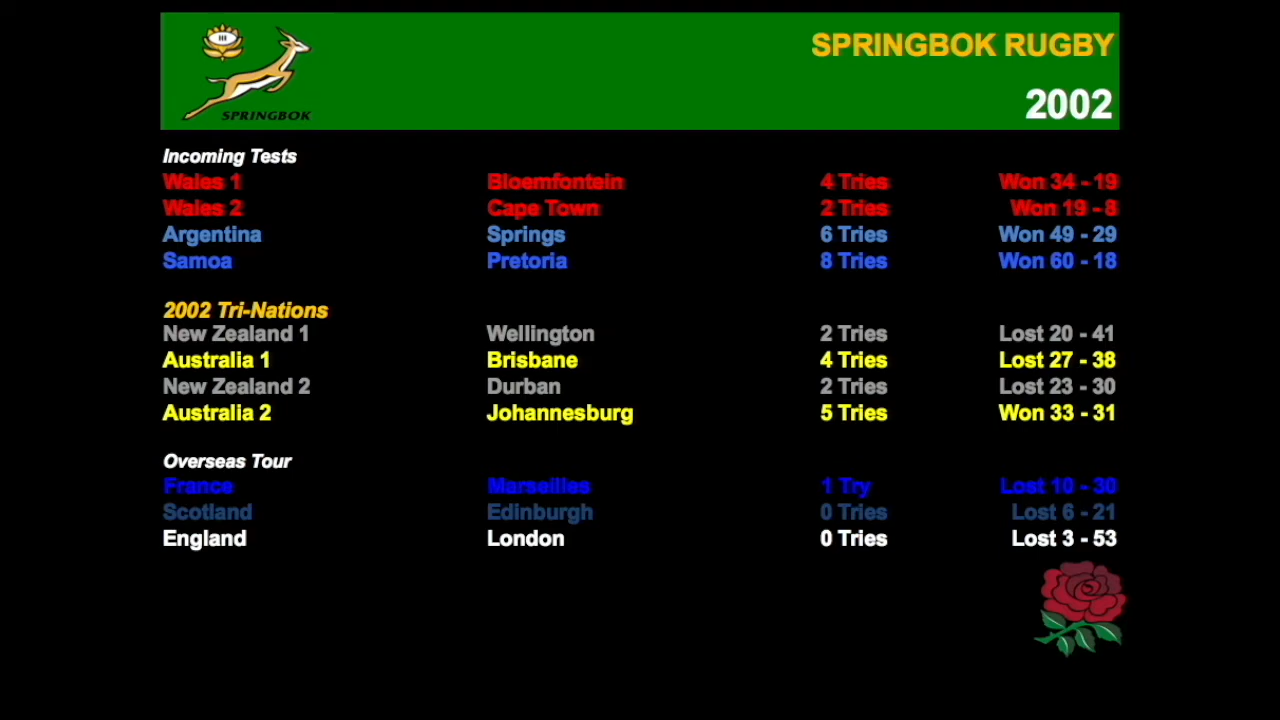 SPRINGBOK RUGBY
2002
SPRINGBOK
Incoming Tests
Wales 1 Bloemfontein 4 Tries Won 34 - 19
Wales 2 Cape Town 2 Tries Won 19 - 8
Argentina Springs 6 Tries Won 49 - 29
Samoa Pretoria 8 Tries Won 60 - 18
2002 Tri-Nations
New Zealand 1 Wellington 2 Tries Lost 20 - 41
Australia 1 Brisbane 4 Tries Lost 27 - 38
New Zealand 2 Durban 2 Tries Lost 23 - 30
Australia 2 Johannesburg 5 Tries Won 33 - 31
Overseas Tour
France Marseilles 1 Try Lost 10 - 30
Scotland Edinburgh 0 Tries Lost 6 - 21
England London 0 Tries Lost 3 - 53